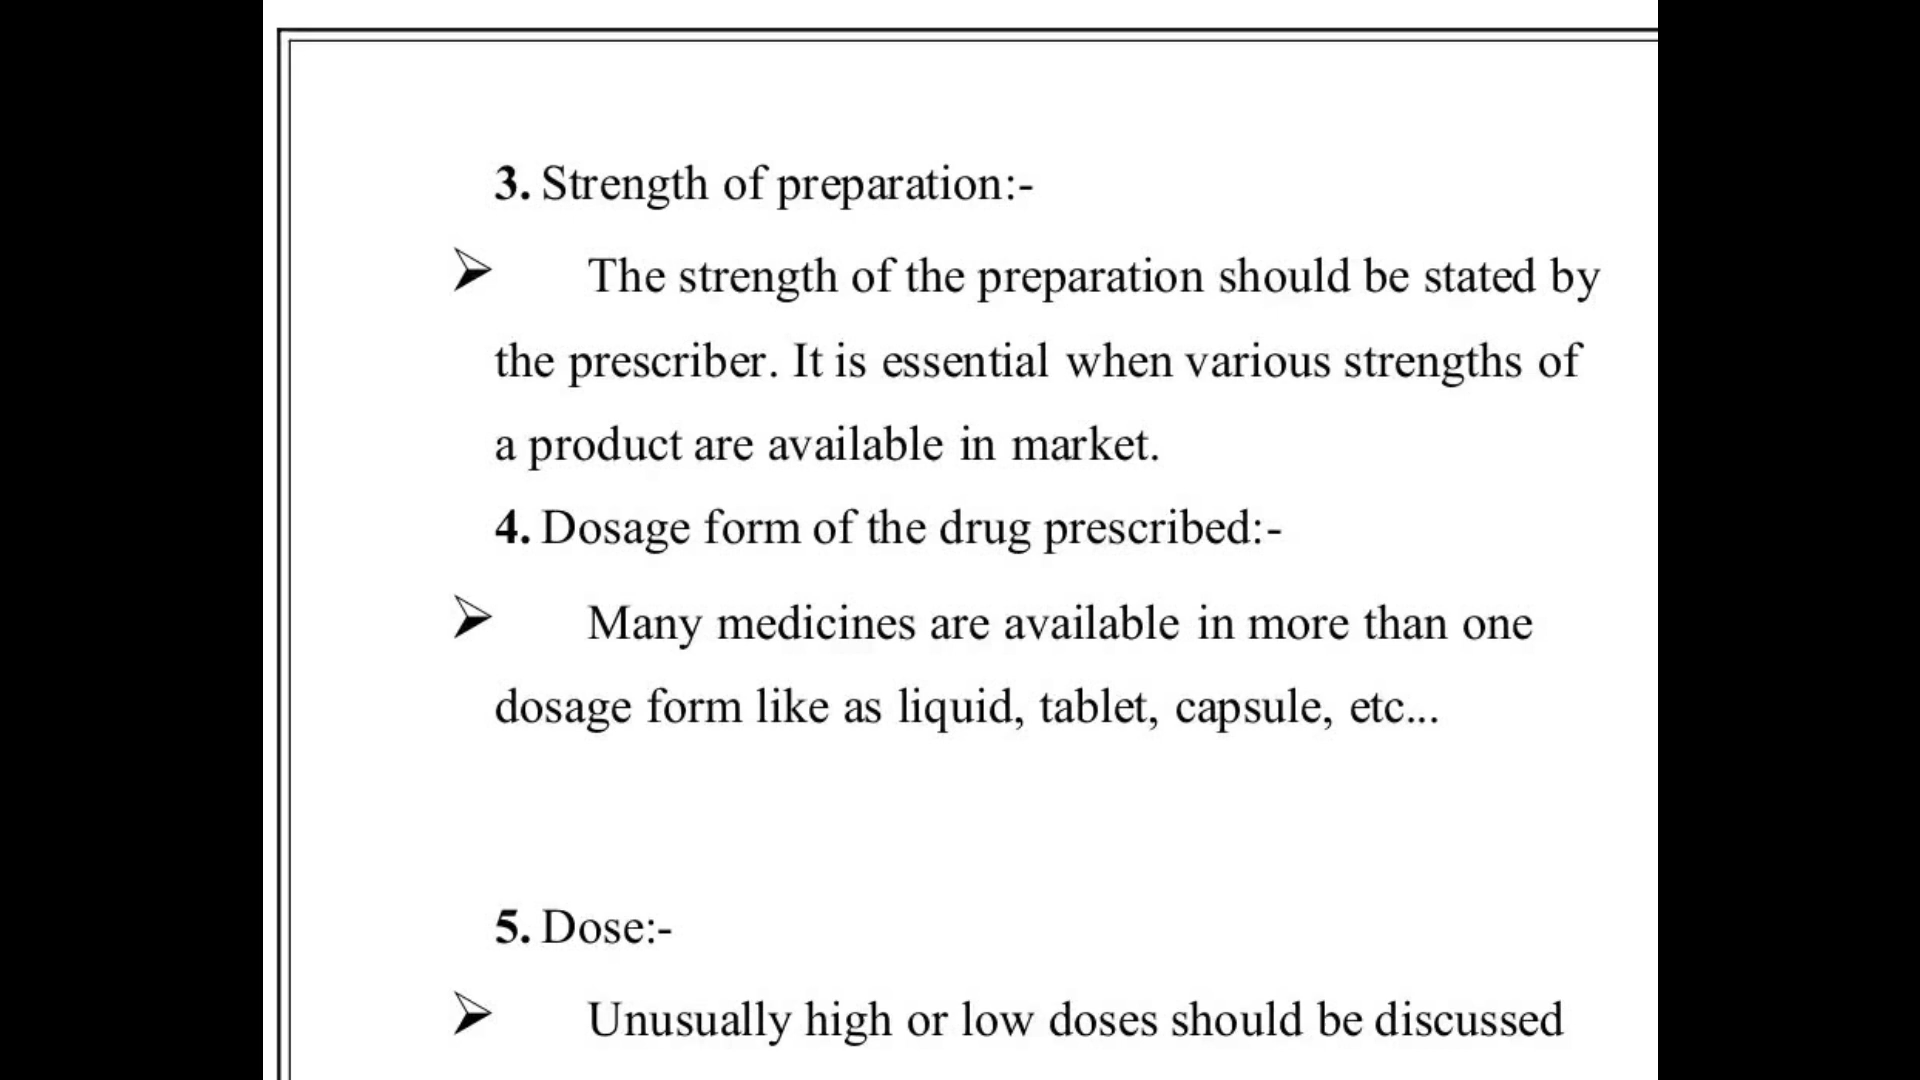 3. Strength of preparation:-
➢ The strength of the preparation should be stated by
the prescriber. It is essential when various strengths of
a product are available in market.
4. Dosage form of the drug prescribed:-
➢ Many medicines are available in more than one
dosage form like as liquid, tablet, capsule, etc...
5. Dose:-
➢ Unusually high or low doses should be discussed